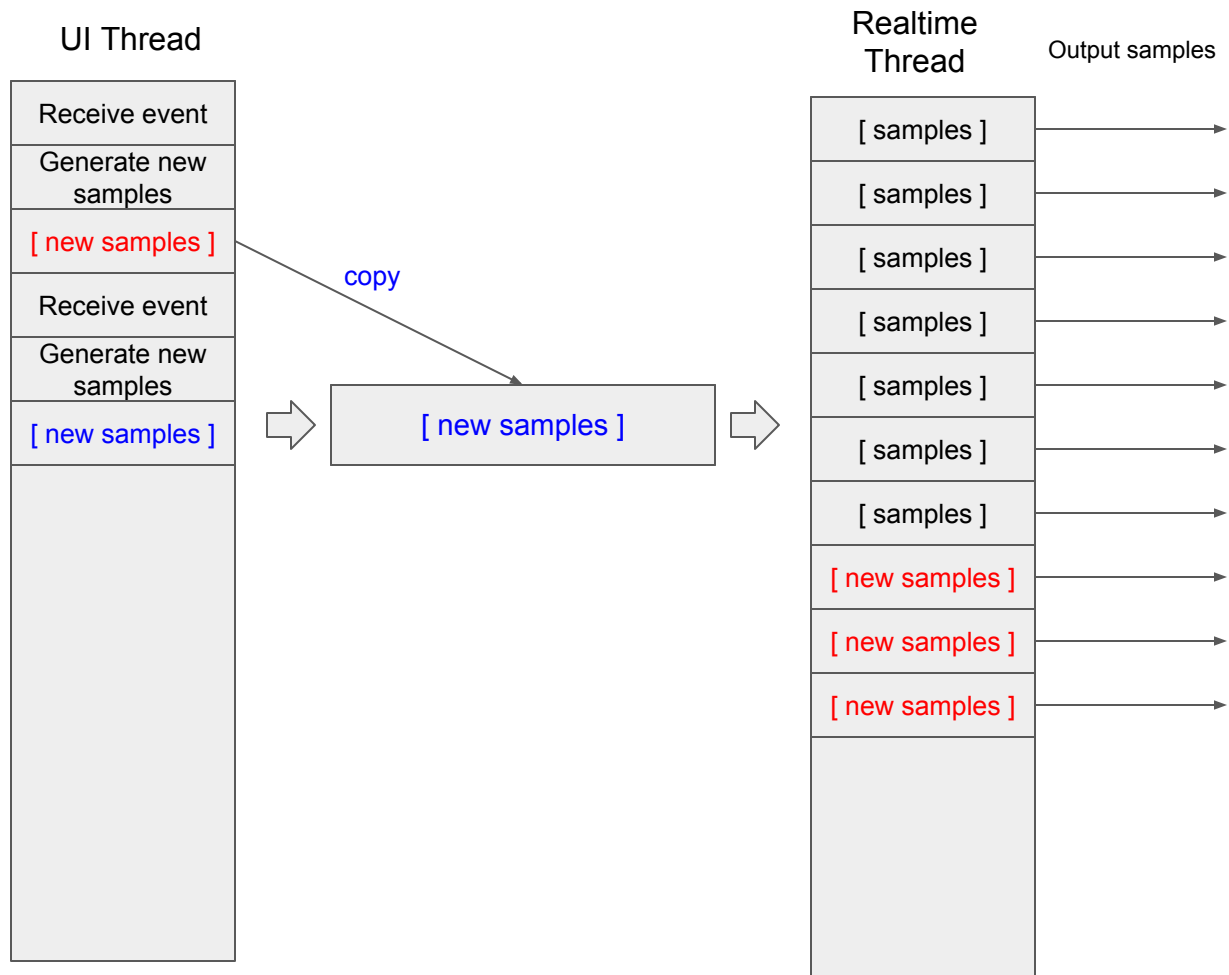 UI Thread
Receive event
Generate new
samples
[ new samples ]
Receive event
Generate new
samples
[ new samples ]
copy
[ new samples ]
Realtime
Thread
Output samples
[ samples ]
[ samples ]
[ samples ]
[ samples ]
[ samples ]
[ samples ]
[ samples ]
[ new samples ]
[ new samples ]
[ new samples ]